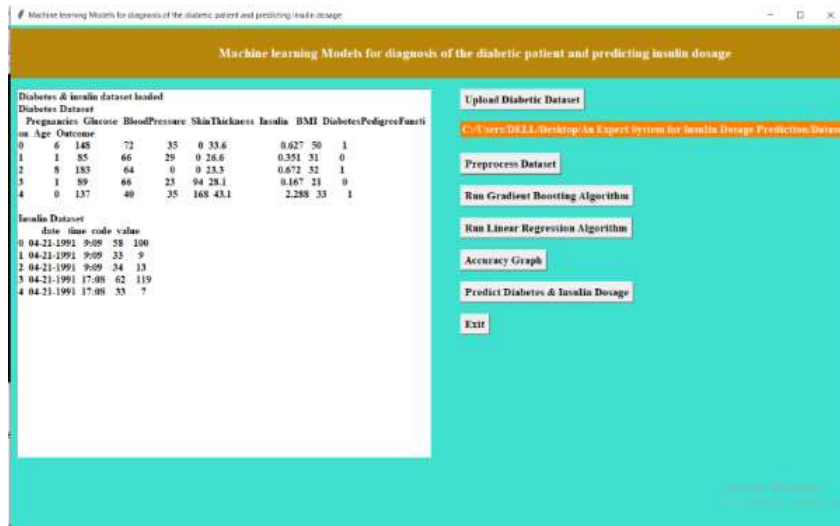 Machine learning Models for diagnosis of the diabetic patient and predicting insulin dosage
Machine learning Models for diagnosis of the diabetic patient and predicting insulin dosage
Diabetes & insulin dataset loaded
Diabetes Dataset
Pregnancies Glucose BloodPressure SkinThickness Insulin BMI DiabetesPedigreeFuncti
on Age Outcome
0 6 148 72 35 0 33.6 0.627 50 1
1 1 85 66 29 0 26.6 0.351 31 0
2 8 183 64 0 0 23.3 0.672 32 1
3 1 89 66 23 94 28.1 0.167 21 0
4 0 137 40 35 168 43.1 2.288 33 1
Insulin Dataset
date time code value
0 04-21-1991 9:09 58 100
1 04-21-1991 9:09 33 9
2 04-21-1991 9:09 34 13
3 04-21-1991 17:08 62 119
4 04-21-1991 17:08 33 7
Upload Diabetic Dataset
C:/Users/DELL/Desktop/An Expert System for Insulin Dosage Prediction/Datase
Preprocess Dataset
Run Gradient Boosting Algorithm
Run Linear Regression Algorithm
Accuracy Graph
Predict Diabetes & Insulin Dosage
Exit